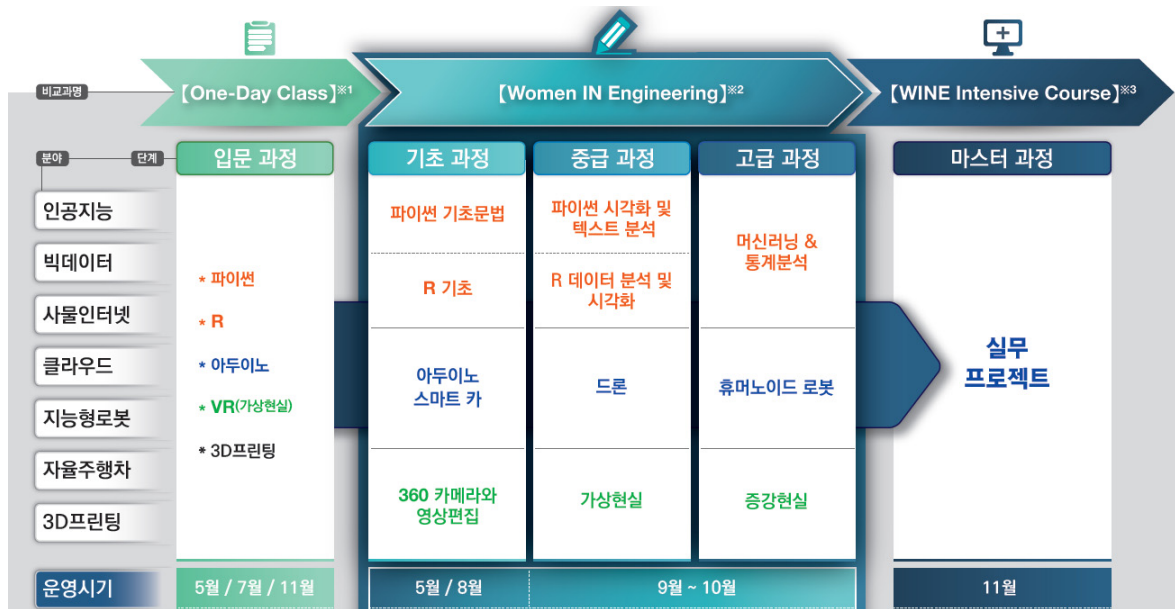 비교과명
【One-Day Class】※1
【Women IN Engineering】※2
【WINE Intensive Course】※3
분야
단계
입문 과정
기초 과정
중급 과정
고급 과정
마스터 과정
인공지능
빅데이터
사물인터넷
클라우드
지능형로봇
자율주행차
3D프린팅
* 파이썬
* R
* 아두이노
* VR(가상현실)
* 3D프린팅
파이썬 기초문법
R 기초
아두이노
스마트 카
360 카메라와
영상편집
파이썬 시각화 및
텍스트 분석
R 데이터 분석 및
시각화
드론
가상현실
머신러닝 &
통계분석
휴머노이드 로봇
증강현실
실무
프로젝트
운영시기
5월 / 7월 / 11월
5월 / 8월
9월 ~ 10월
11월